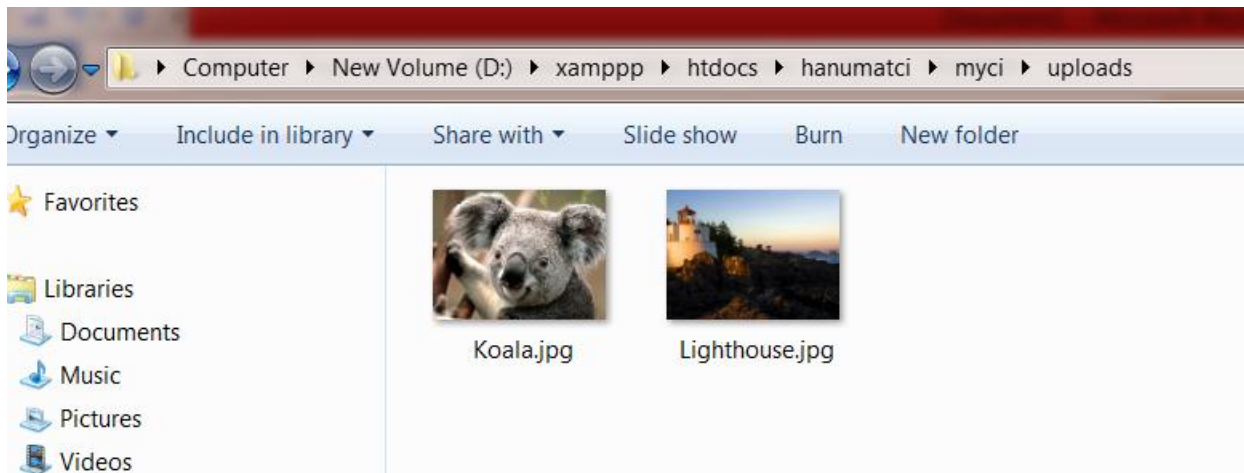 Computer ▸ New Volume (D:) ▸ xamppp ▸ htdocs ▸ hanumatci ▸ myci ▸ uploads
Organize Include in library Share with Slide show Burn New folder
Favorites
Libraries
Documents
Music
Pictures
Videos
Koala.jpg Lighthouse.jpg